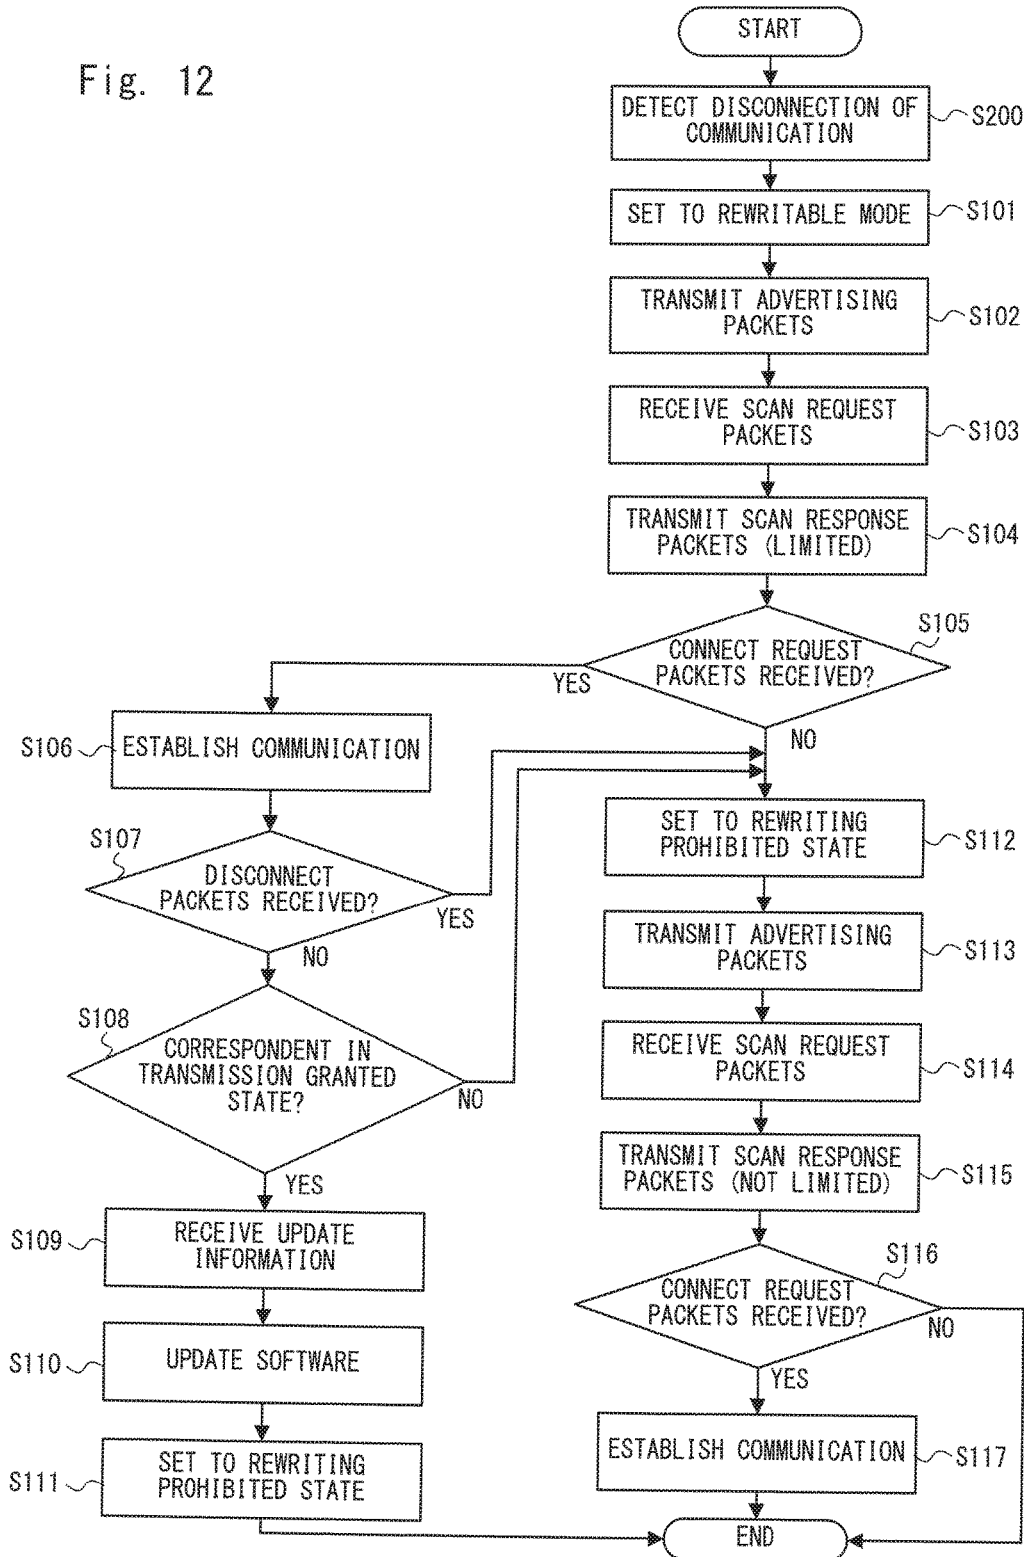 Fig. 12
START
DETECT DISCONNECTION OF
COMMUNICATION
S200
SET TO REWRITABLE MODE
S101
TRANSMIT ADVERTISING
PACKETS
S102
RECEIVE SCAN REQUEST
PACKETS
S103
TRANSMIT SCAN RESPONSE
PACKETS (LIMITED)
S104
S105
CONNECT REQUEST
PACKETS RECEIVED?
YES
NO
S106
ESTABLISH COMMUNICATION
S107
DISCONNECT
PACKETS RECEIVED?
YES
NO
S108
CORRESPONDENT IN
TRANSMISSION GRANTED
STATE?
NO
YES
S109
RECEIVE UPDATE
INFORMATION
S110
UPDATE SOFTWARE
S111
SET TO REWRITING
PROHIBITED STATE
SET TO REWRITING
PROHIBITED STATE
S112
TRANSMIT ADVERTISING
PACKETS
S113
RECEIVE SCAN REQUEST
PACKETS
S114
TRANSMIT SCAN RESPONSE
PACKETS (NOT LIMITED)
S115
S116
CONNECT REQUEST
PACKETS RECEIVED?
NO
YES
ESTABLISH COMMUNICATION
S117
END